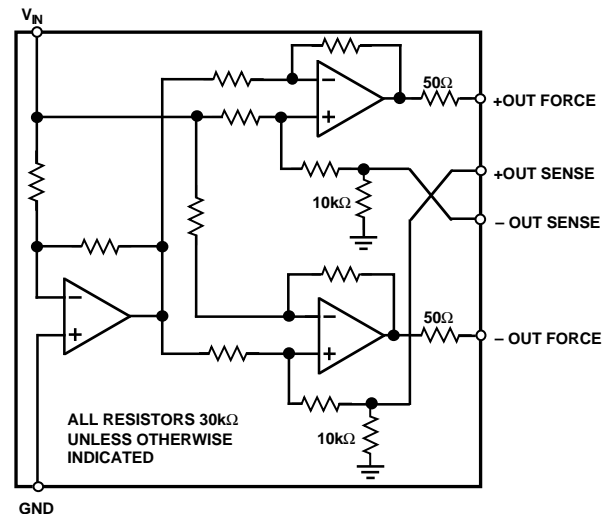 VIN
50Ω
+OUT FORCE
−
+
+OUT SENSE
10kΩ
− OUT SENSE
−
+
−
+
50Ω
− OUT FORCE
ALL RESISTORS 30kΩ
UNLESS OTHERWISE
INDICATED
10kΩ
GND